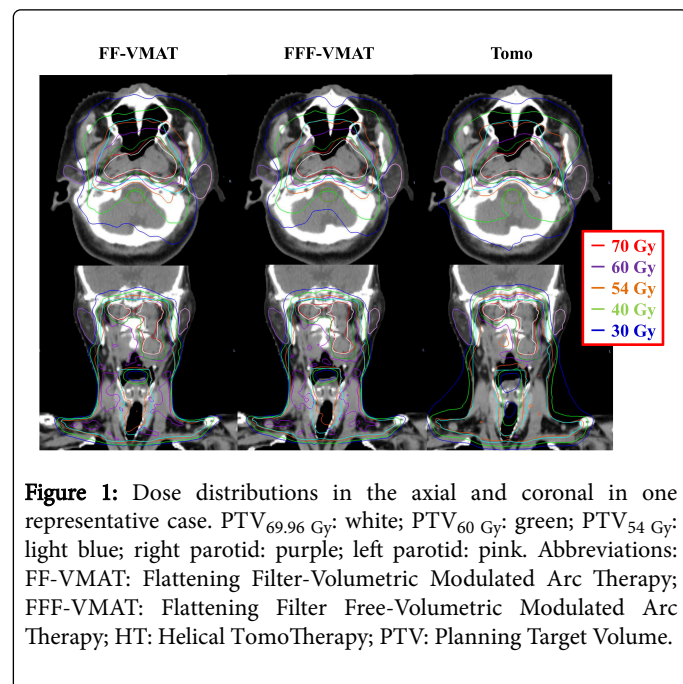 FF-VMAT FFF-VMAT Tomo
70 Gy
60 Gy
54 Gy
40 Gy
30 Gy
Figure 1: Dose distributions in the axial and coronal in one
representative case. PTV69.96 Gy: white; PTV60 Gy: green; PTV54 Gy:
light blue; right parotid: purple; left parotid: pink. Abbreviations:
FF-VMAT: Flattening Filter-Volumetric Modulated Arc Therapy;
FFF-VMAT: Flattening Filter Free-Volumetric Modulated Arc
Therapy; HT: Helical TomoTherapy; PTV: Planning Target Volume.